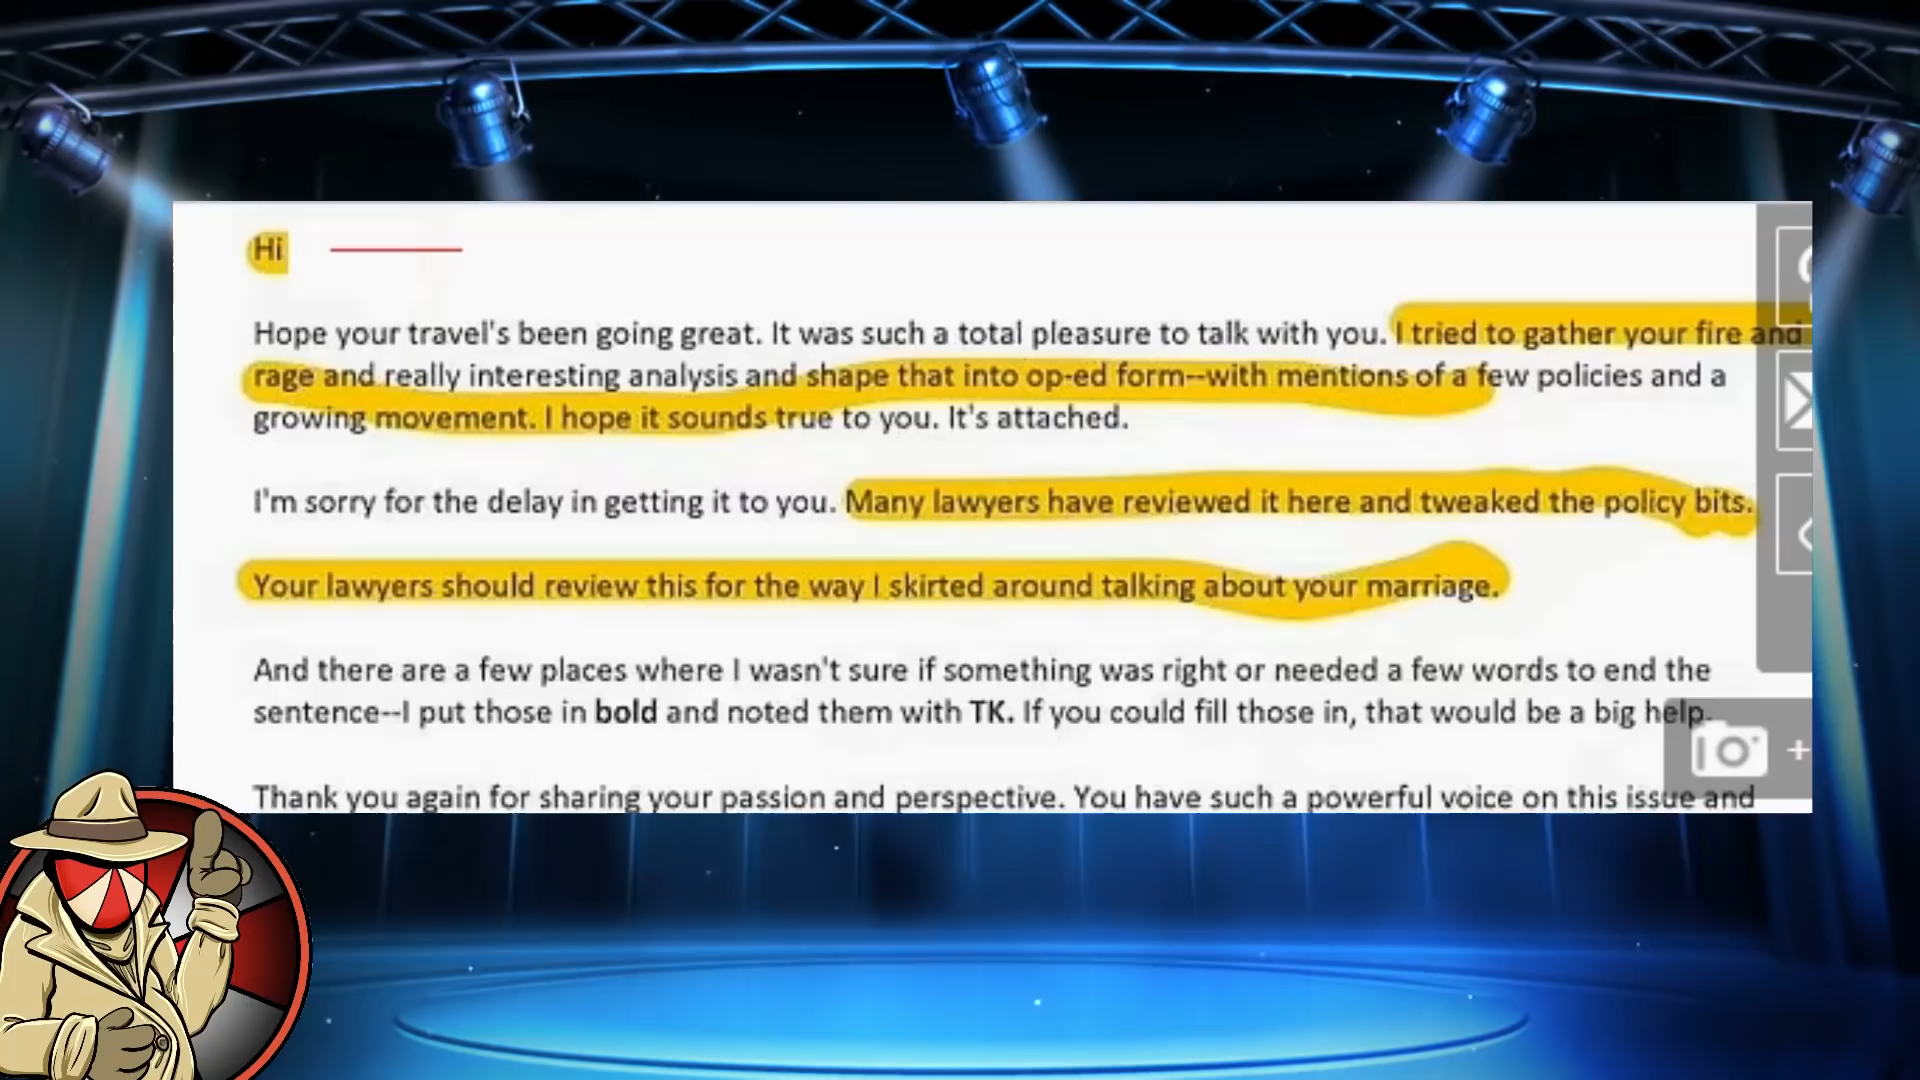 Hi
Hope your travel's been going great. It was such a total pleasure to talk with you. I tried to gather your fire and
rage and really interesting analysis and shape that into op-ed form--with mentions of a few policies and a
growing movement. I hope it sounds true to you. It's attached.
I'm sorry for the delay in getting it to you. Many lawyers have reviewed it here and tweaked the policy bits.
Your lawyers should review this for the way I skirted around talking about your marriage.
And there are a few places where I wasn't sure if something was right or needed a few words to end the
sentence--I put those in bold and noted them with TK. If you could fill those in, that would be a big help.
Thank you again for sharing your passion and perspective. You have such a powerful voice on this issue and